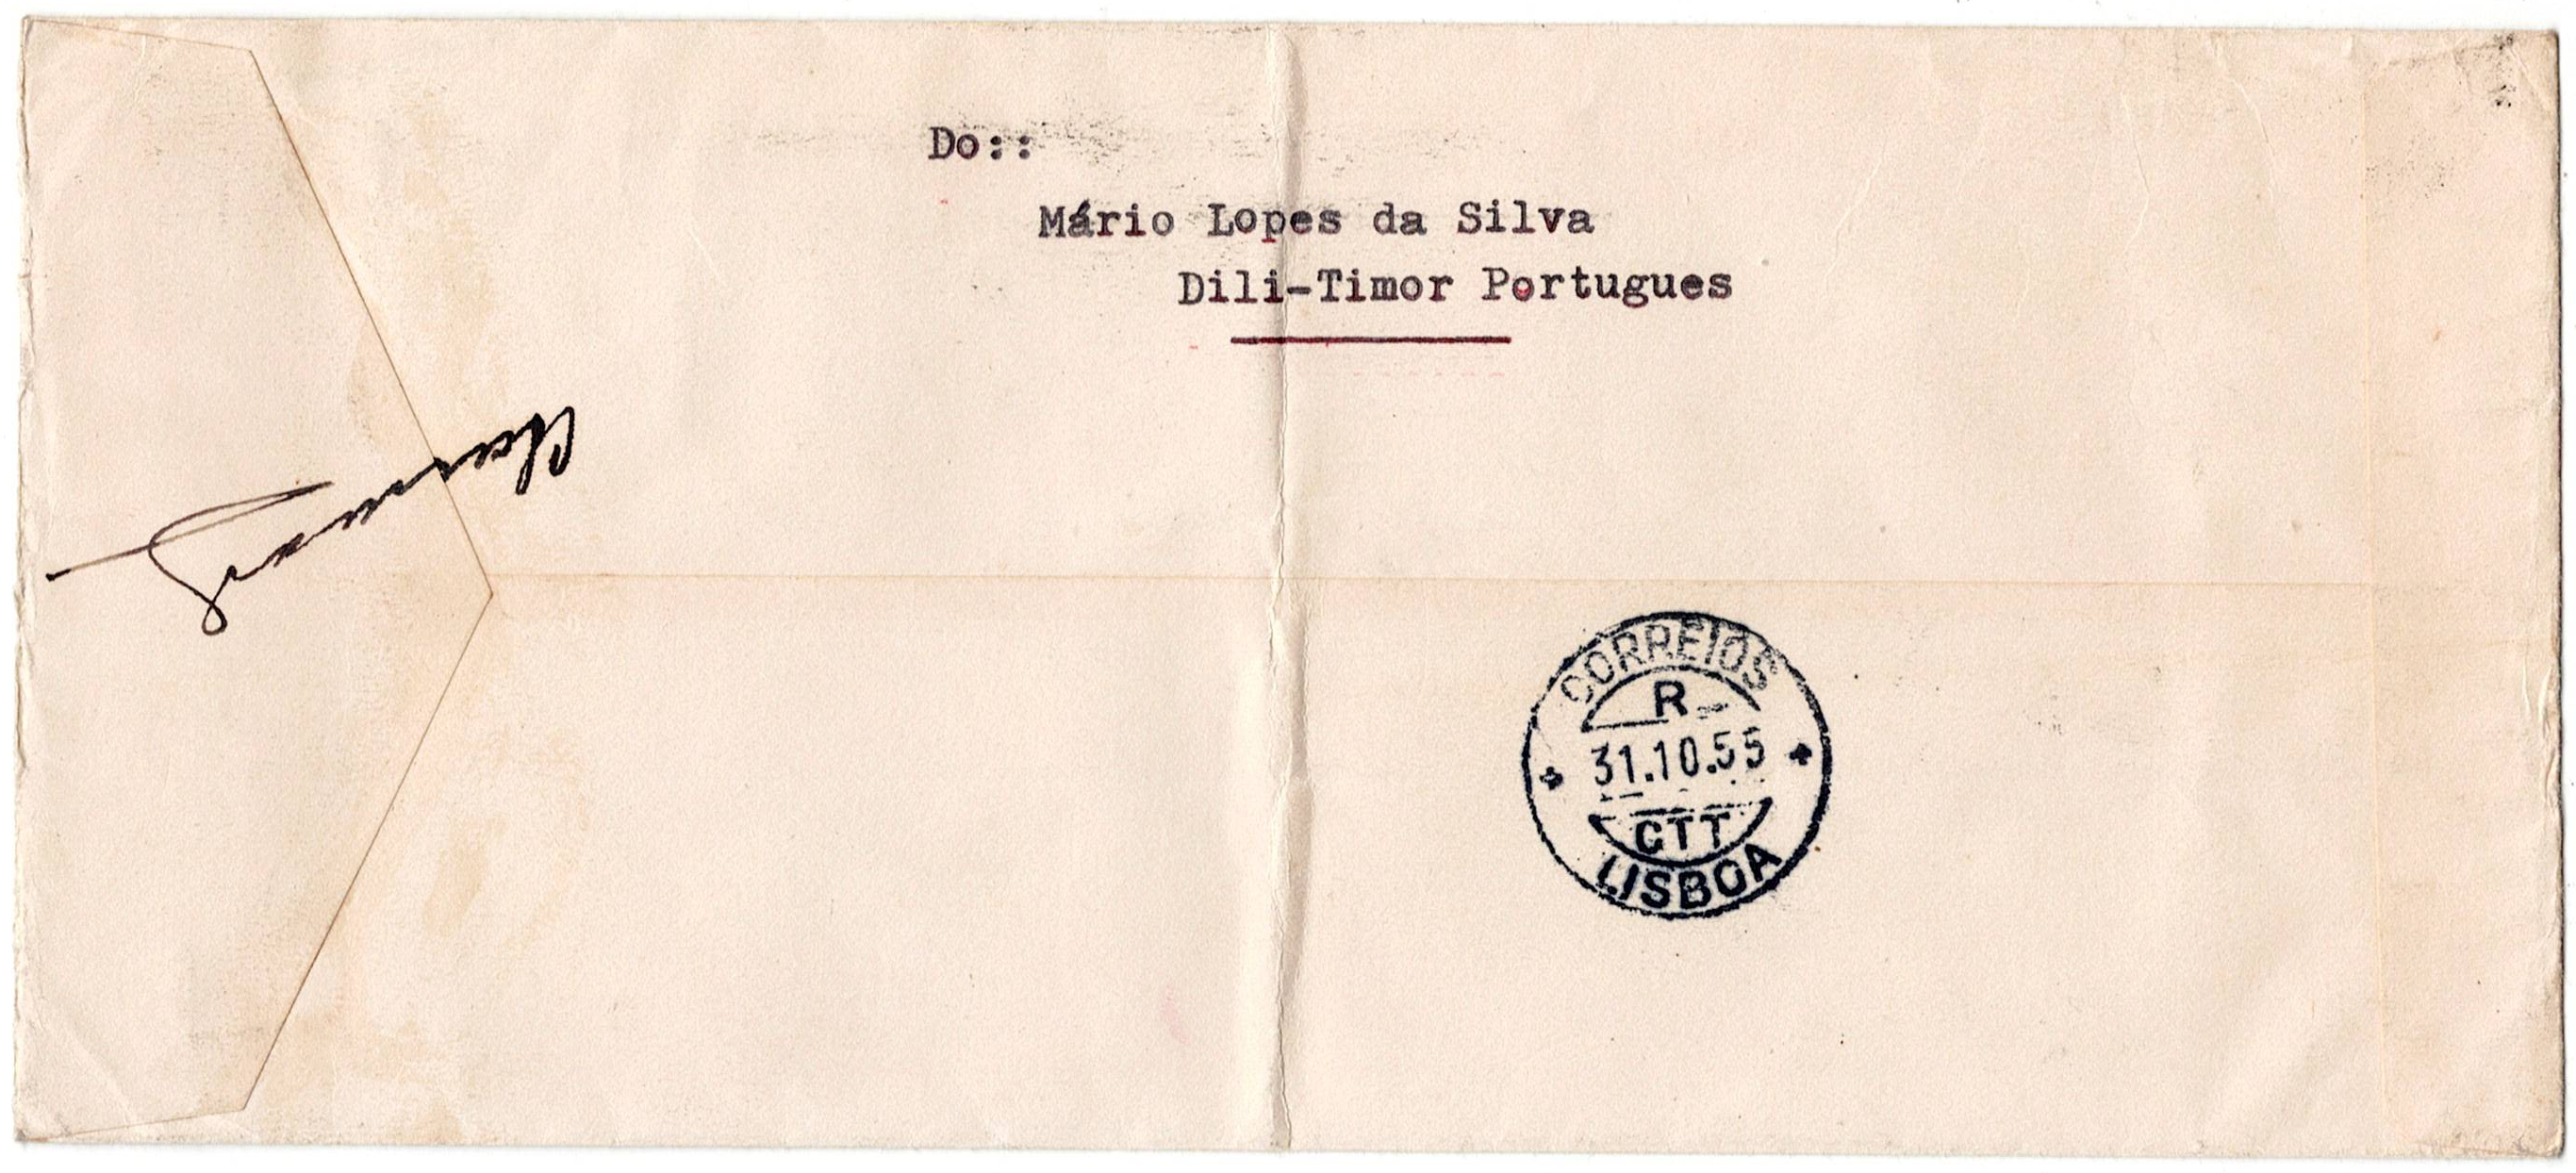 Do::
Mário Lopes da Silva
Dili-Timor Portugues
CORREIOS
R
31.10.55
CTT
LISBOA